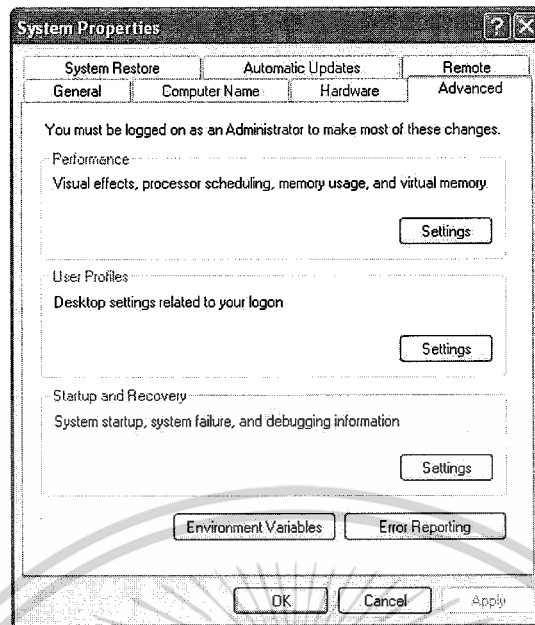 System Properties
System Restore Automatic Updates Remote
General Computer Name Hardware Advanced
You must be logged on as an Administrator to make most of these changes.
Performance
Visual effects, processor scheduling, memory usage, and virtual memory
Settings
User Profiles
Desktop settings related to your logon
Settings
Startup and Recovery
System startup, system failure, and debugging information
Settings
Environment Variables Error Reporting
OK Cancel Apply